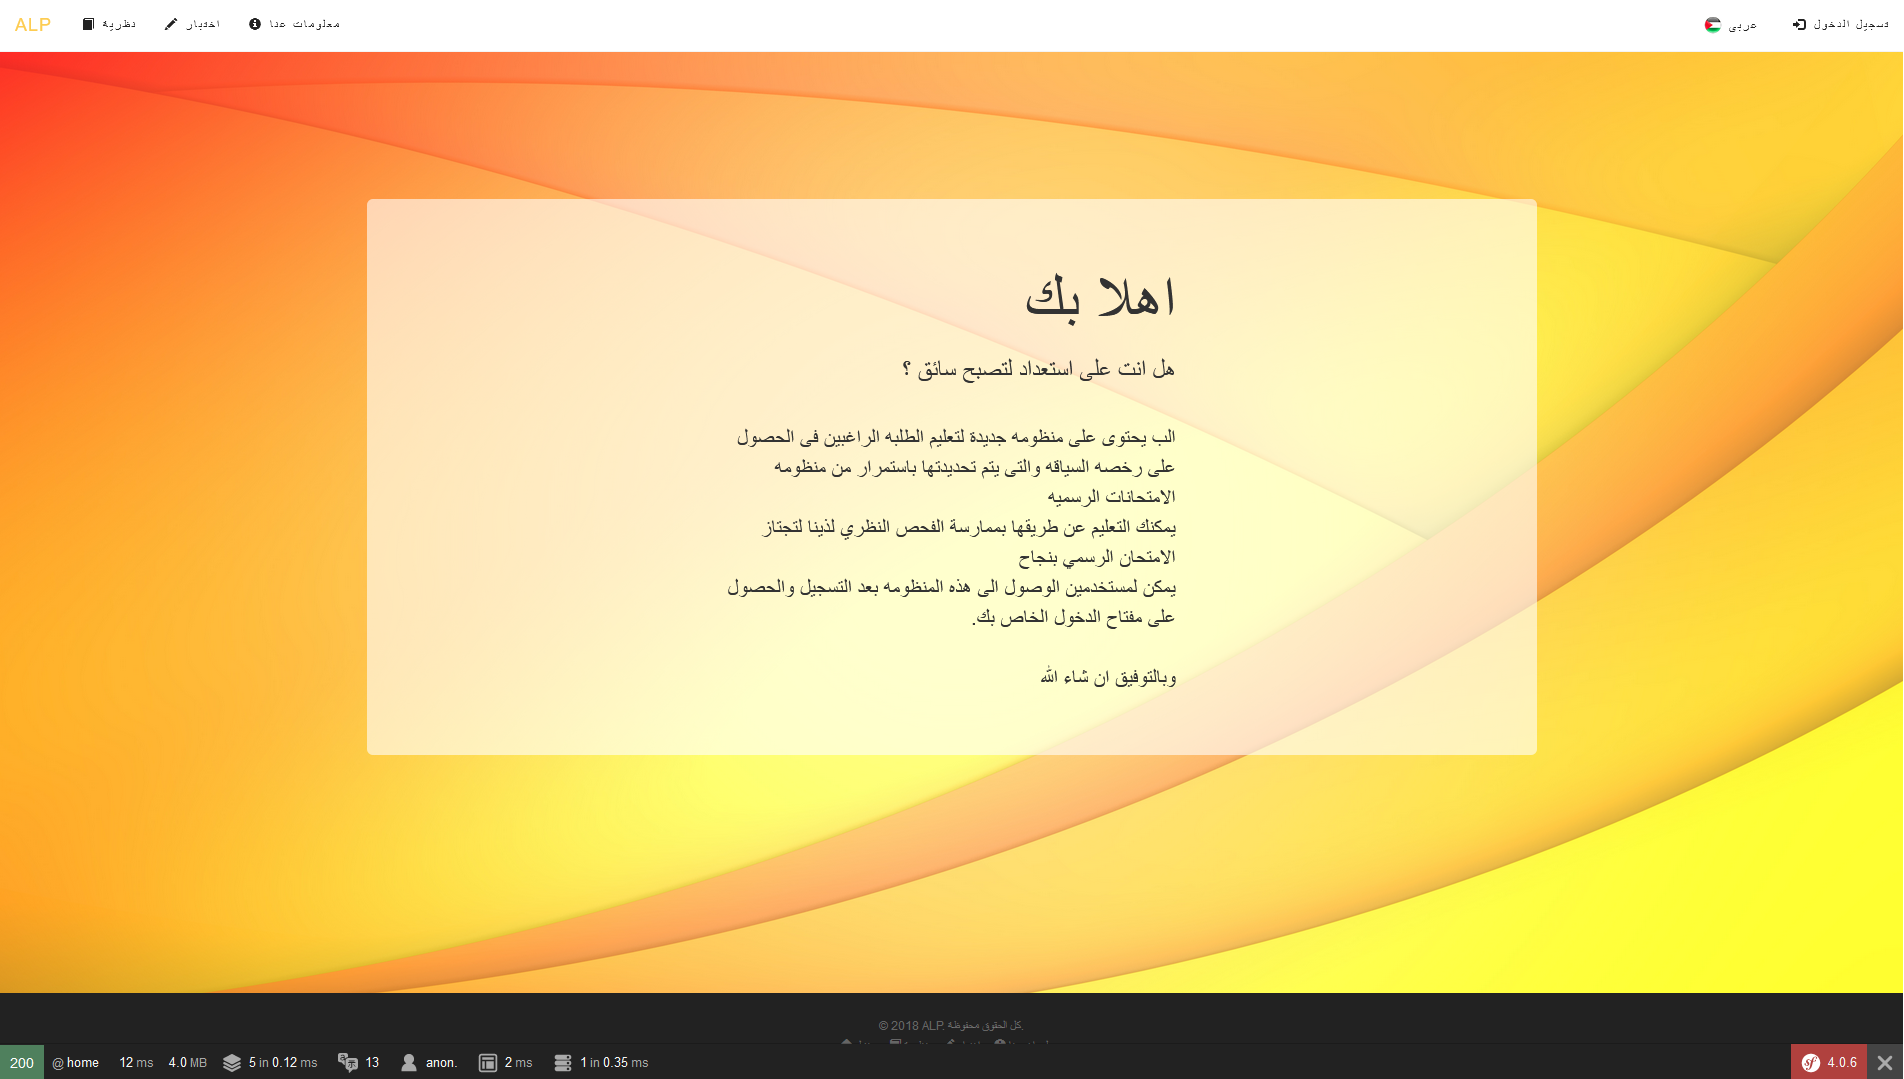 ALP
نظرية
اختبار
معلومات عنا
عربى
تسجيل الدخول
اهلا بك
هل انت على استعداد لتصبح سائق ؟
الب يحتوى على منظومه جديدة لتعليم الطلبه الراغبين فى الحصول
على رخصه السياقه والتى يتم تحديدتها باستمرار من منظومه
الامتحانات الرسميه
يمكنك التعليم عن طريقها بممارسة الفحص النظري لذينا لتجتاز
الامتحان الرسمي بنجاح
يمكن لمستخدمين الوصول الى هذه المنظومه بعد التسجيل والحصول
على مفتاح الدخول الخاص بك.
وبالتوفيق ان شاء الله
© 2018 ALP. كل الحقوق محفوظة.
200 @ home 12 ms 4.0 MB 5 in 0.12 ms 13 anon. 2 ms 1 in 0.35 ms
sf 4.0.6